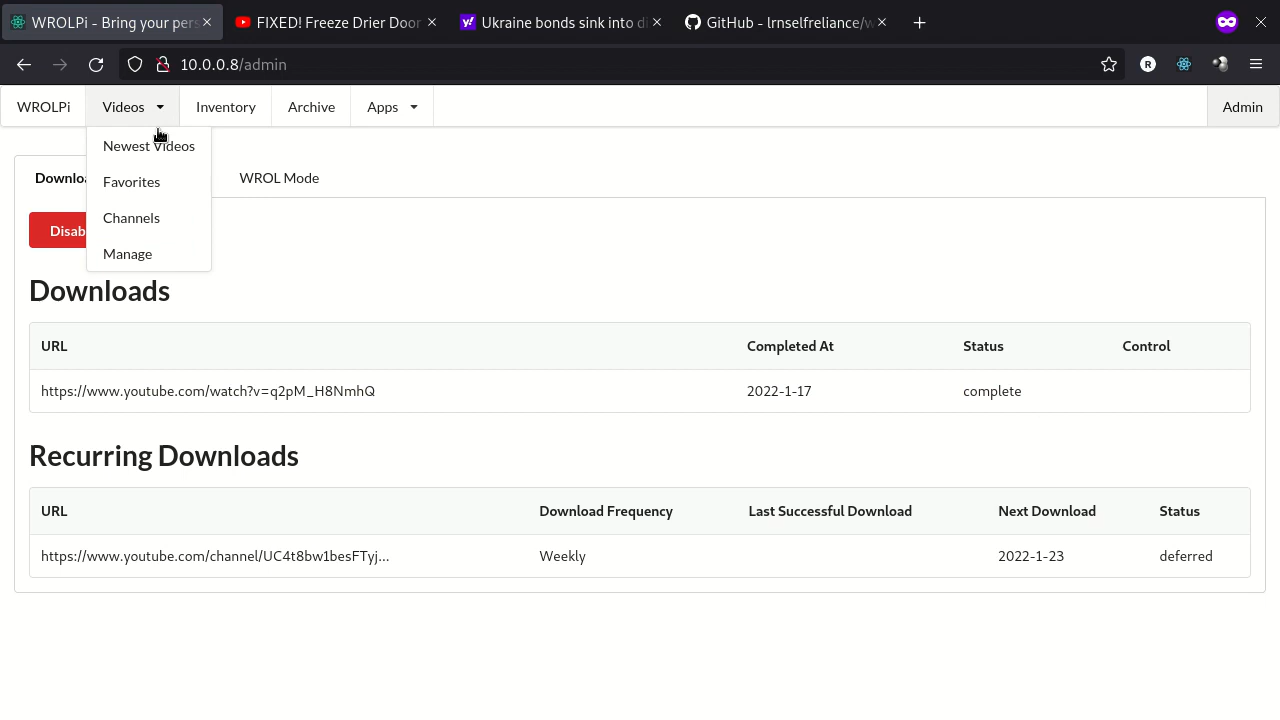 WROLPi - Bring your pers
FIXED! Freeze Drier Door
Ukraine bonds sink into di
GitHub - lrnselfreliance/w
10.0.0.8/admin
WROLPi
Videos
Inventory
Archive
Apps
Admin
Newest Videos
Favorites
Channels
Manage
Downloa
WROL Mode
Disab
Downloads
URL Completed At Status Control
https://www.youtube.com/watch?v=q2pM_H8NmhQ 2022-1-17 complete
Recurring Downloads
URL Download Frequency Last Successful Download Next Download Status
https://www.youtube.com/channel/UC4t8bw1besFTyj... Weekly 2022-1-23 deferred